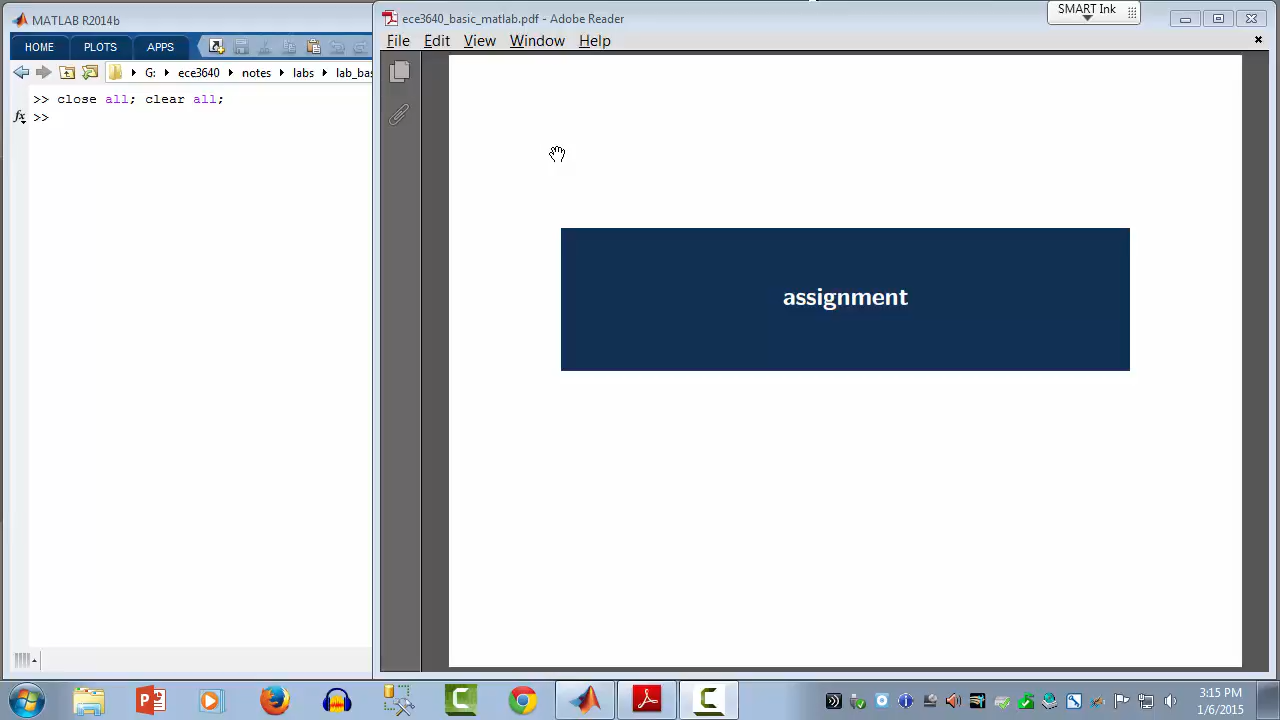 MATLAB R2014b
HOME PLOTS APPS
G: ece3640 notes labs lab_bas
>> close all; clear all;
fx >>
ece3640_basic_matlab.pdf - Adobe Reader
SMART Ink
File Edit View Window Help
assignment
3:15 PM
1/6/2015